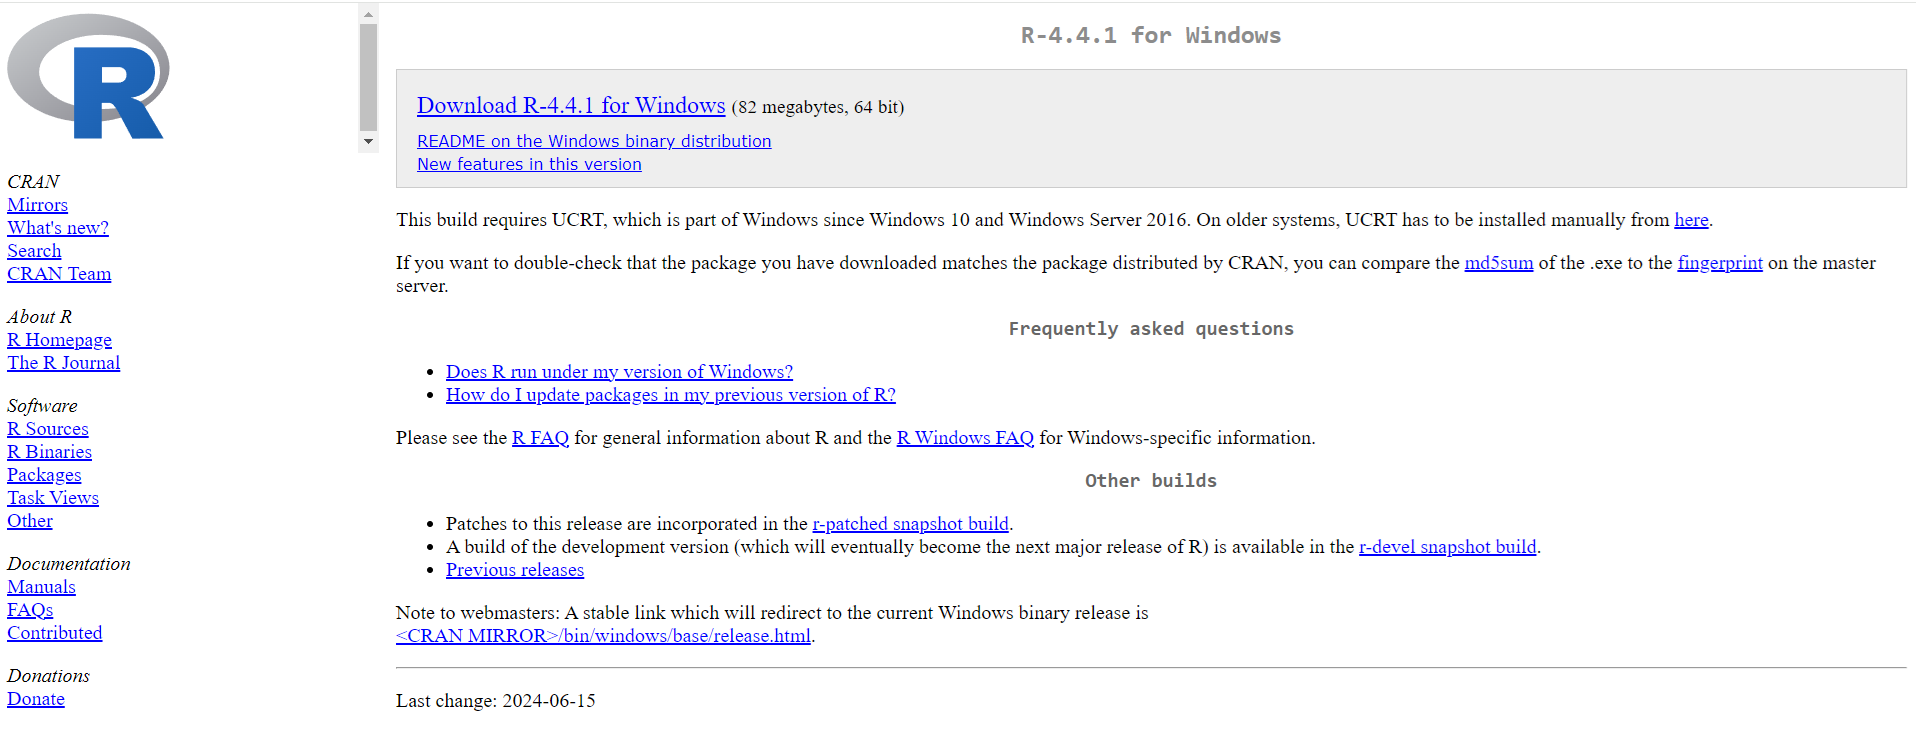 R
CRAN
Mirrors
What's new?
Search
CRAN Team
About R
R Homepage
The R Journal
Software
R Sources
R Binaries
Packages
Task Views
Other
Documentation
Manuals
FAQs
Contributed
Donations
Donate
R-4.4.1 for Windows
Download R-4.4.1 for Windows (82 megabytes, 64 bit)
README on the Windows binary distribution
New features in this version
This build requires UCRT, which is part of Windows since Windows 10 and Windows Server 2016. On older systems, UCRT has to be installed manually from here.
If you want to double-check that the package you have downloaded matches the package distributed by CRAN, you can compare the md5sum of the .exe to the fingerprint on the master
server.
Frequently asked questions
• Does R run under my version of Windows?
• How do I update packages in my previous version of R?
Please see the R FAQ for general information about R and the R Windows FAQ for Windows-specific information.
Other builds
• Patches to this release are incorporated in the r-patched snapshot build.
• A build of the development version (which will eventually become the next major release of R) is available in the r-devel snapshot build.
• Previous releases
Note to webmasters: A stable link which will redirect to the current Windows binary release is
<CRAN MIRROR>/bin/windows/base/release.html.
Last change: 2024-06-15